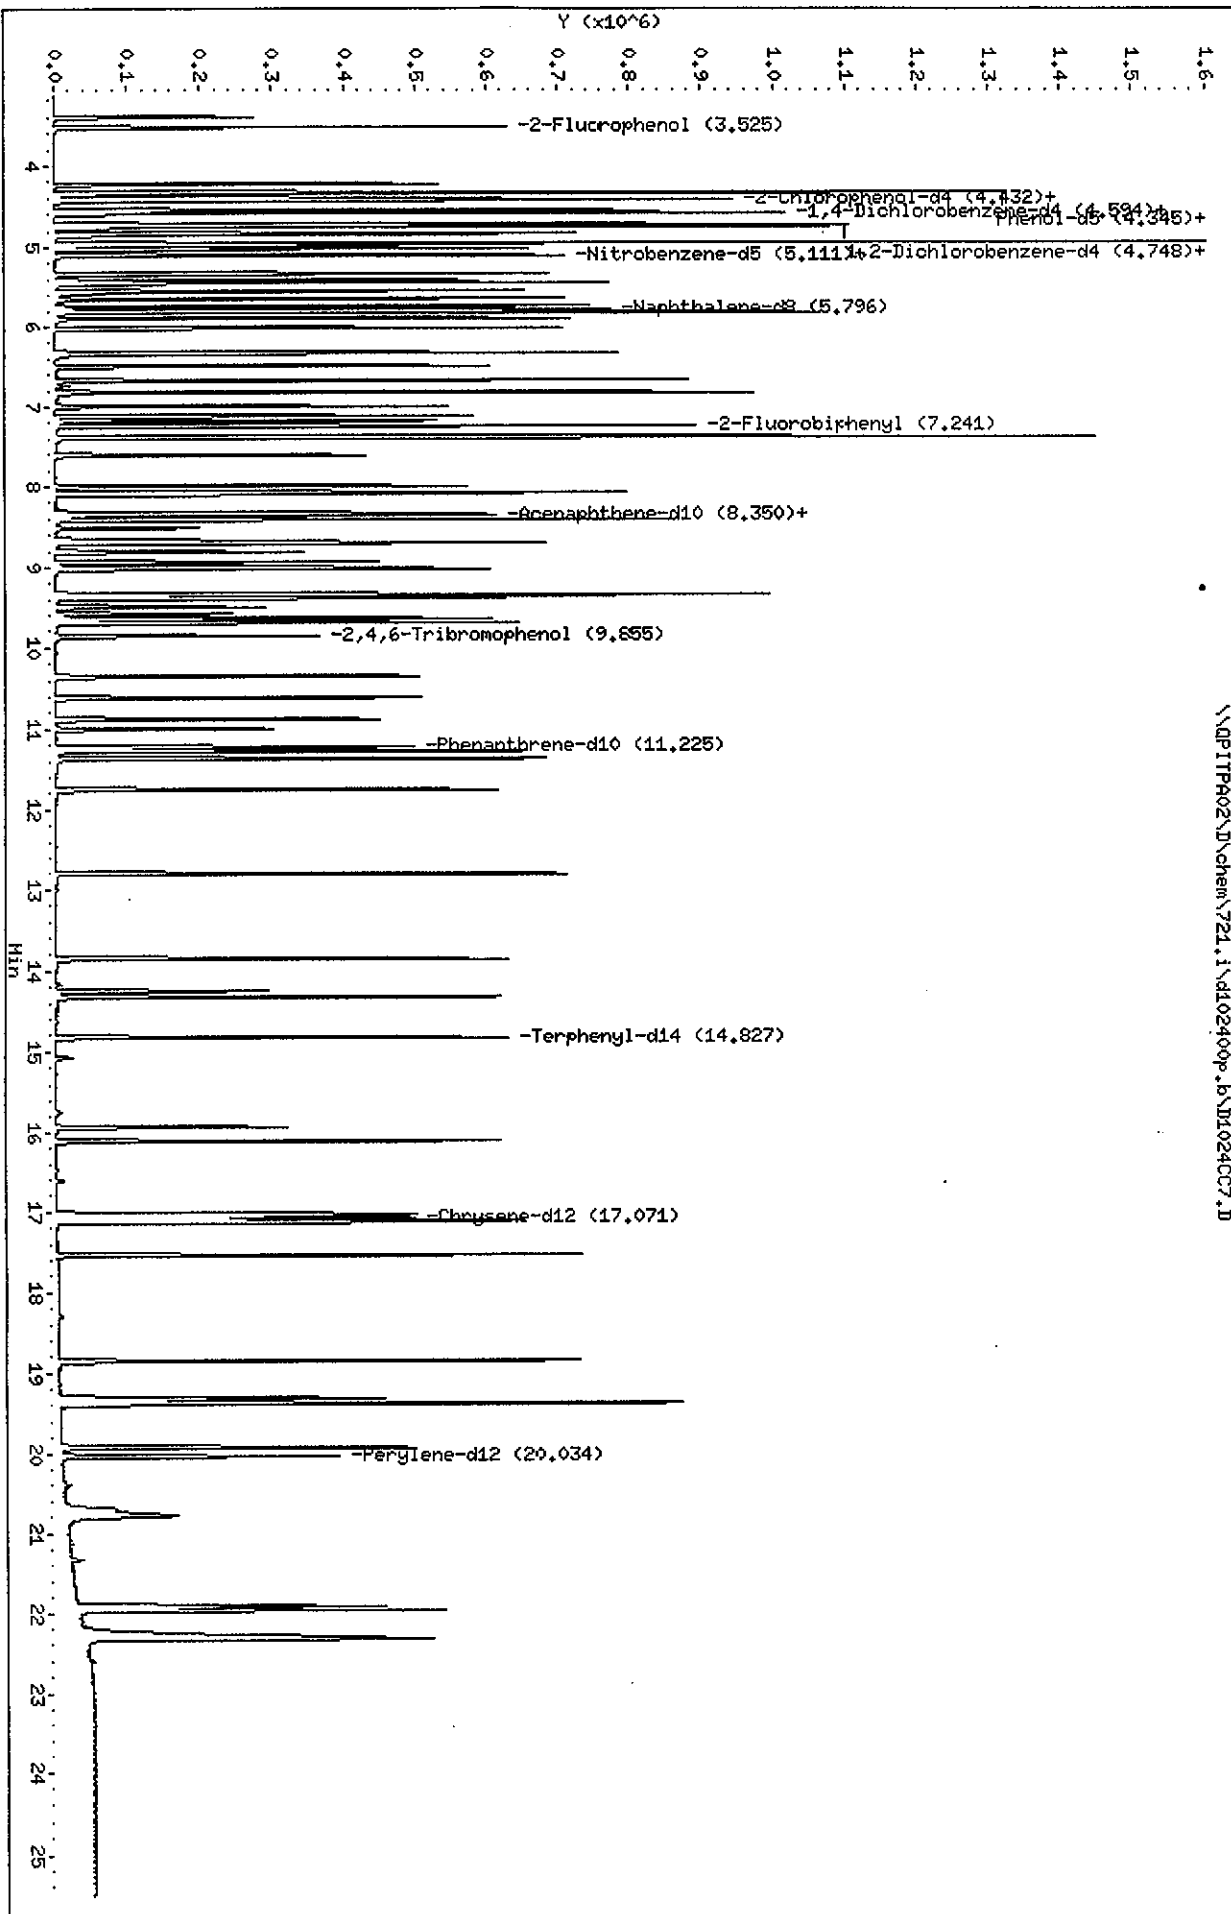 Y (x10^6)
0.0
0.1
0.2
0.3
0.4
0.5
0.6
0.7
0.8
0.9
1.0
1.1
1.2
1.3
1.4
1.5
1.6
-2-Flucrophenol (3.525)
-2-Chlorophenol-d4 (4.432)+
-1,4-Dichlorobenzene-d4 (4.594)+
Phenol-d5 (4.345)+
-Nitrobenzene-d5 (5.111)+
1,2-Dichlorobenzene-d4 (4.748)+
-Naphthalene-d8 (5.796)
-2-Fluorobiphenyl (7.241)
-Acenaphthene-d10 (8.350)+
-2,4,6-Tribromophenol (9.855)
-Phenanthrene-d10 (11.225)
-Terphenyl-d14 (14.827)
-Chrysene-d12 (17.071)
-Perylene-d12 (20.034)
4
5
6
7
8
9
10
11
12
13
14
15
16
17
18
19
20
21
22
23
24
25
Min
\\QPITPA02\D\chem\721.i\d102400p.b\D1024CC7.D